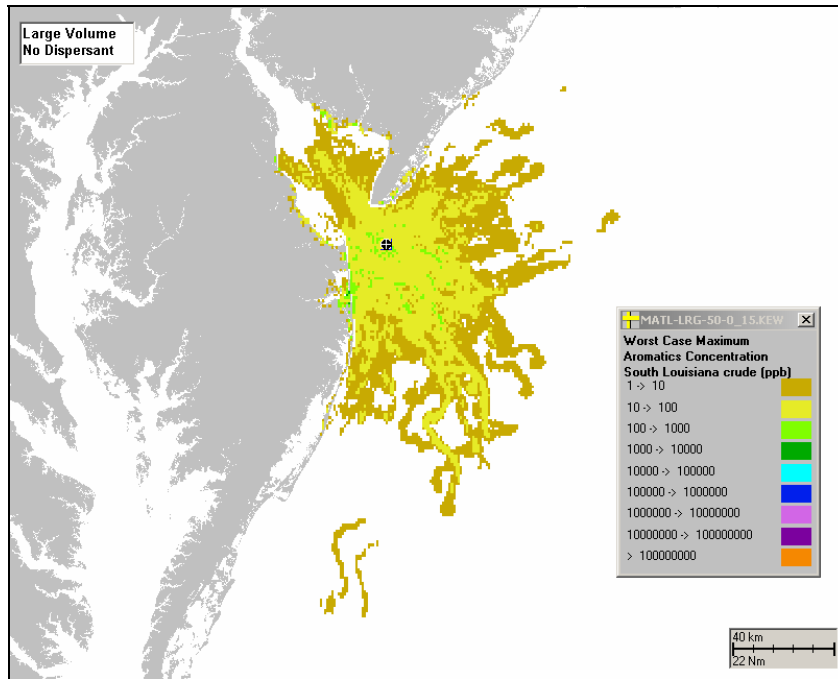 Large Volume
No Dispersant
MATL-LRG-50-0_15.KEW
Worst Case Maximum
Aromatics Concentration
South Louisiana crude (ppb)
1 -> 10
10 -> 100
100 -> 1000
1000 -> 10000
10000 -> 100000
100000 -> 1000000
1000000 -> 10000000
10000000 -> 100000000
> 100000000
40 km
22 Nm